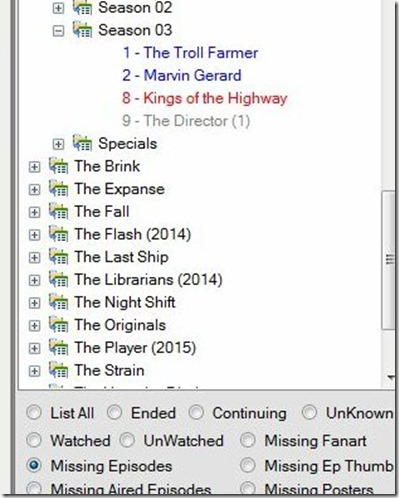 Season 02
Season 03
1 - The Troll Farmer
2 - Marvin Gerard
8 - Kings of the Highway
9 - The Director (1)
Specials
The Brink
The Expanse
The Fall
The Flash (2014)
The Last Ship
The Librarians (2014)
The Night Shift
The Originals
The Player (2015)
The Strain
List All Ended Continuing UnKnown
Watched UnWatched Missing Fanart
Missing Episodes Missing Ep Thumb
Missing Aired Episodes Missing Posters